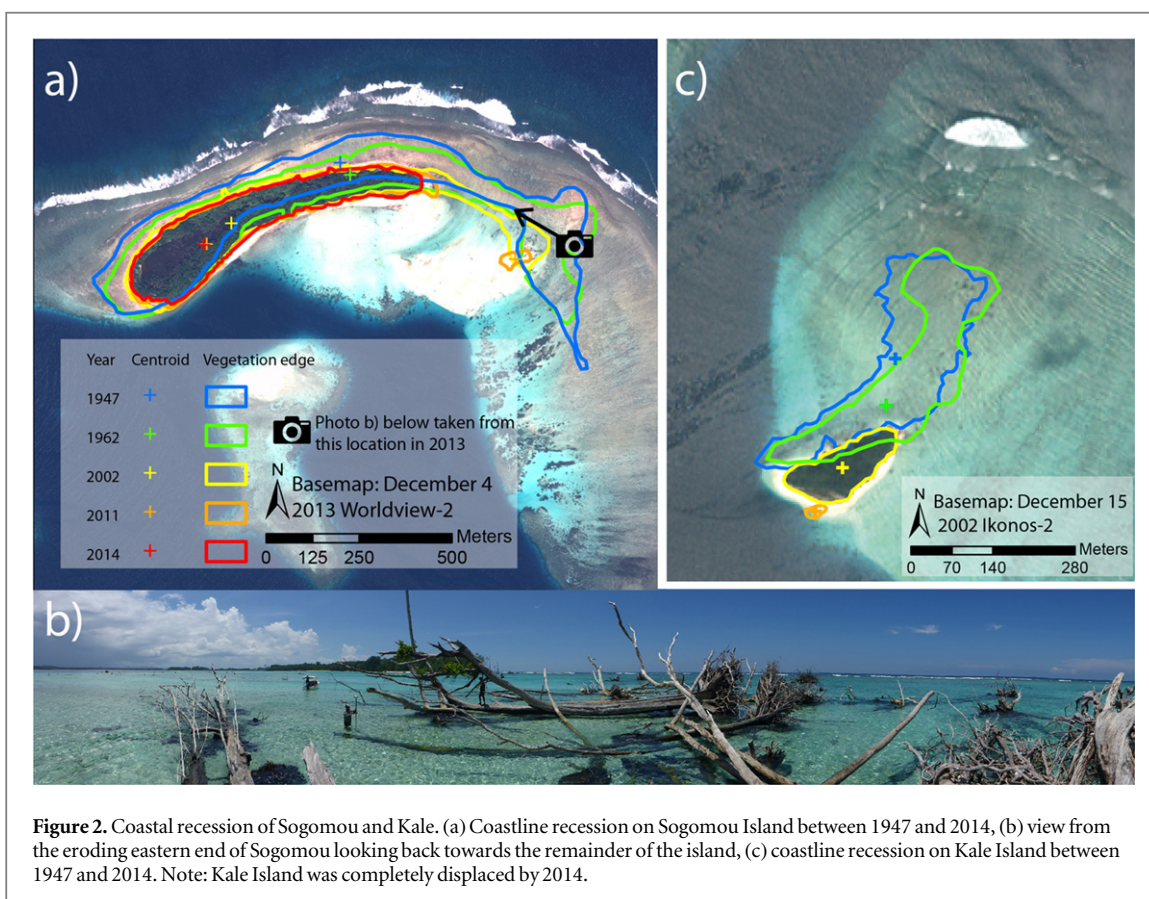 a)
Year Centroid Vegetation edge
1947
1962
2002
2011
2014
Photo b) below taken from
this location in 2013
N
Basemap: December 4
2013 Worldview-2
Meters
0 125 250 500
c)
N
Basemap: December 15
2002 Ikonos-2
Meters
0 70 140 280
b)
Figure 2. Coastal recession of Sogomou and Kale. (a) Coastline recession on Sogomou Island between 1947 and 2014, (b) view from
the eroding eastern end of Sogomou looking back towards the remainder of the island, (c) coastline recession on Kale Island between
1947 and 2014. Note: Kale Island was completely displaced by 2014.